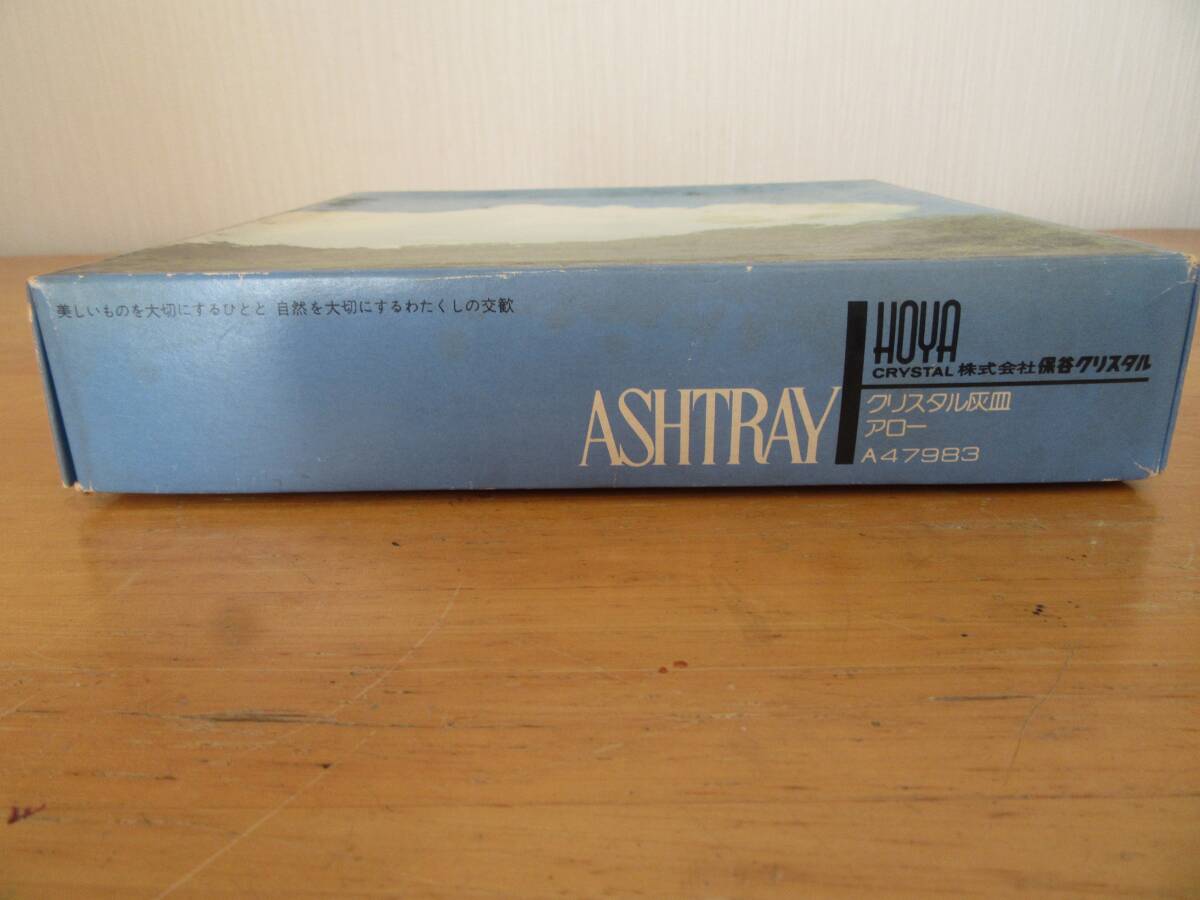 美しいものを大切にするひとと 自然を大切にするわたくしの交歓
HOYA
CRYSTAL 株式会社保谷クリスタル
ASHTRAY
クリスタル灰皿
アロー
A47983